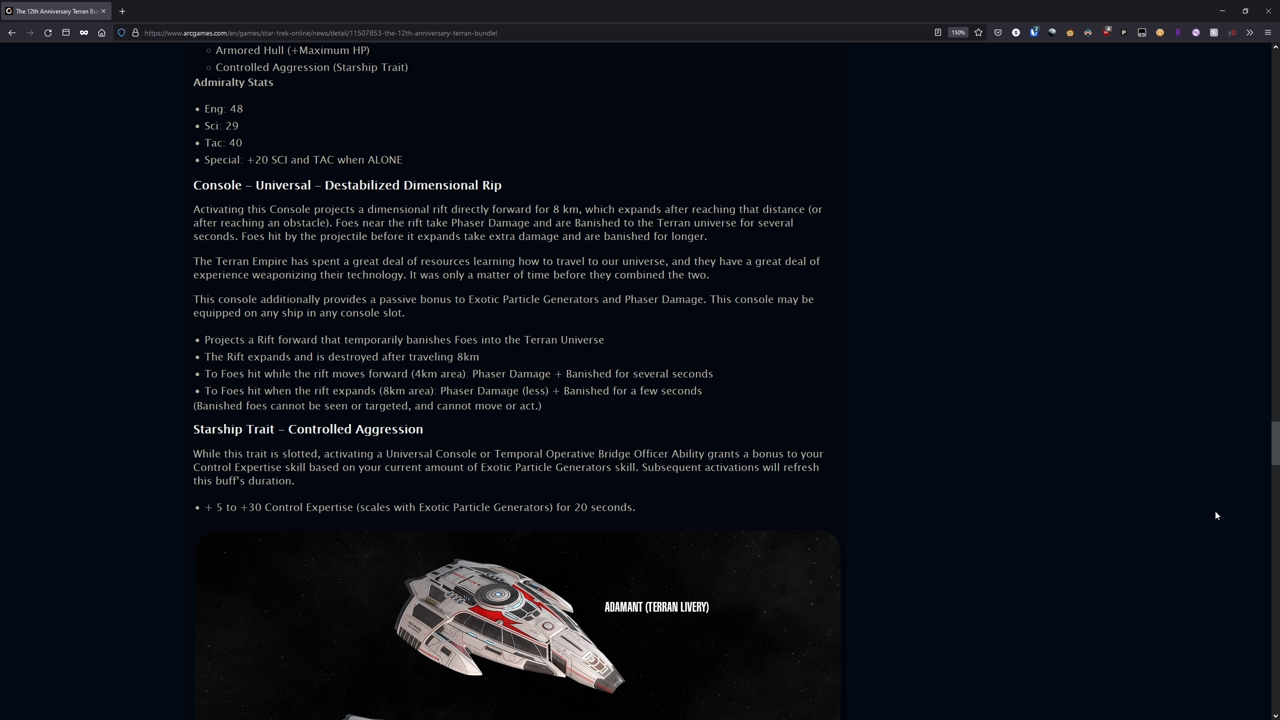 The 12th Anniversary Terran Bu
https://www.arcgames.com/en/games/star-trek-online/news/detail/11507853-the-12th-anniversary-terran-bundle!
150%
Armored Hull (+Maximum HP)
Controlled Aggression (Starship Trait)
Admiralty Stats
Eng: 48
Sci: 29
Tac: 40
Special: +20 SCI and TAC when ALONE
Console – Universal – Destabilized Dimensional Rip
Activating this Console projects a dimensional rift directly forward for 8 km, which expands after reaching that distance (or
after reaching an obstacle). Foes near the rift take Phaser Damage and are Banished to the Terran universe for several
seconds. Foes hit by the projectile before it expands take extra damage and are banished for longer.
The Terran Empire has spent a great deal of resources learning how to travel to our universe, and they have a great deal of
experience weaponizing their technology. It was only a matter of time before they combined the two.
This console additionally provides a passive bonus to Exotic Particle Generators and Phaser Damage. This console may be
equipped on any ship in any console slot.
Projects a Rift forward that temporarily banishes Foes into the Terran Universe
The Rift expands and is destroyed after traveling 8km
To Foes hit while the rift moves forward (4km area): Phaser Damage + Banished for several seconds
To Foes hit when the rift expands (8km area): Phaser Damage (less) + Banished for a few seconds
(Banished foes cannot be seen or targeted, and cannot move or act.)
Starship Trait – Controlled Aggression
While this trait is slotted, activating a Universal Console or Temporal Operative Bridge Officer Ability grants a bonus to your
Control Expertise skill based on your current amount of Exotic Particle Generators skill. Subsequent activations will refresh
this buff's duration.
+ 5 to +30 Control Expertise (scales with Exotic Particle Generators) for 20 seconds.
ADAMANT (TERRAN LIVERY)